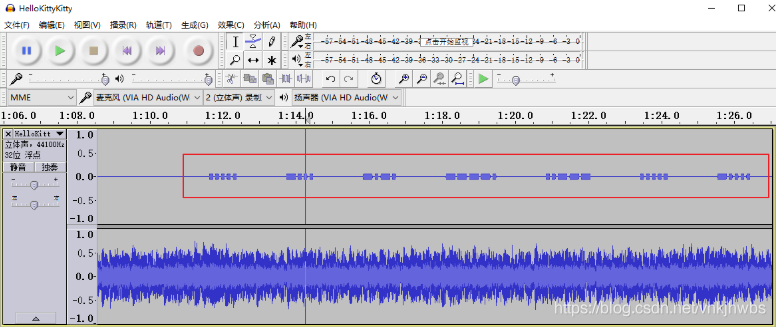 HelloKittyKitty
文件(F) 编辑(E) 视图(V) 播录(R) 轨道(T) 生成(G) 效果(C) 分析(A) 帮助(H)
左 -57 -54 -51 -48 -45 -42 -3 点击开始监视 -21 -18 -15 -12 -9 -6 -3 0
右
左 -57 -54 -51 -48 -45 -42 -39 -36 -33 -30 -27 -24 -21 -18 -15 -12 -9 -6 -3 0
右
MME 麦克风 (VIA HD Audio(W 2 (立体声) 录制 扬声器 (VIA HD Audio(W
1:06.0 1:08.0 1:10.0 1:12.0 1:14.0 1:16.0 1:18.0 1:20.0 1:22.0 1:24.0 1:26.0
HelloKitt
立体声, 44100Hz
32位 浮点
静音 独奏
- +
左 右
1.0
0.5
0.0
-0.5
-1.0
1.0
0.5
0.0
-0.5
-1.0
https://blog.csdn.net/vhkjhwbs